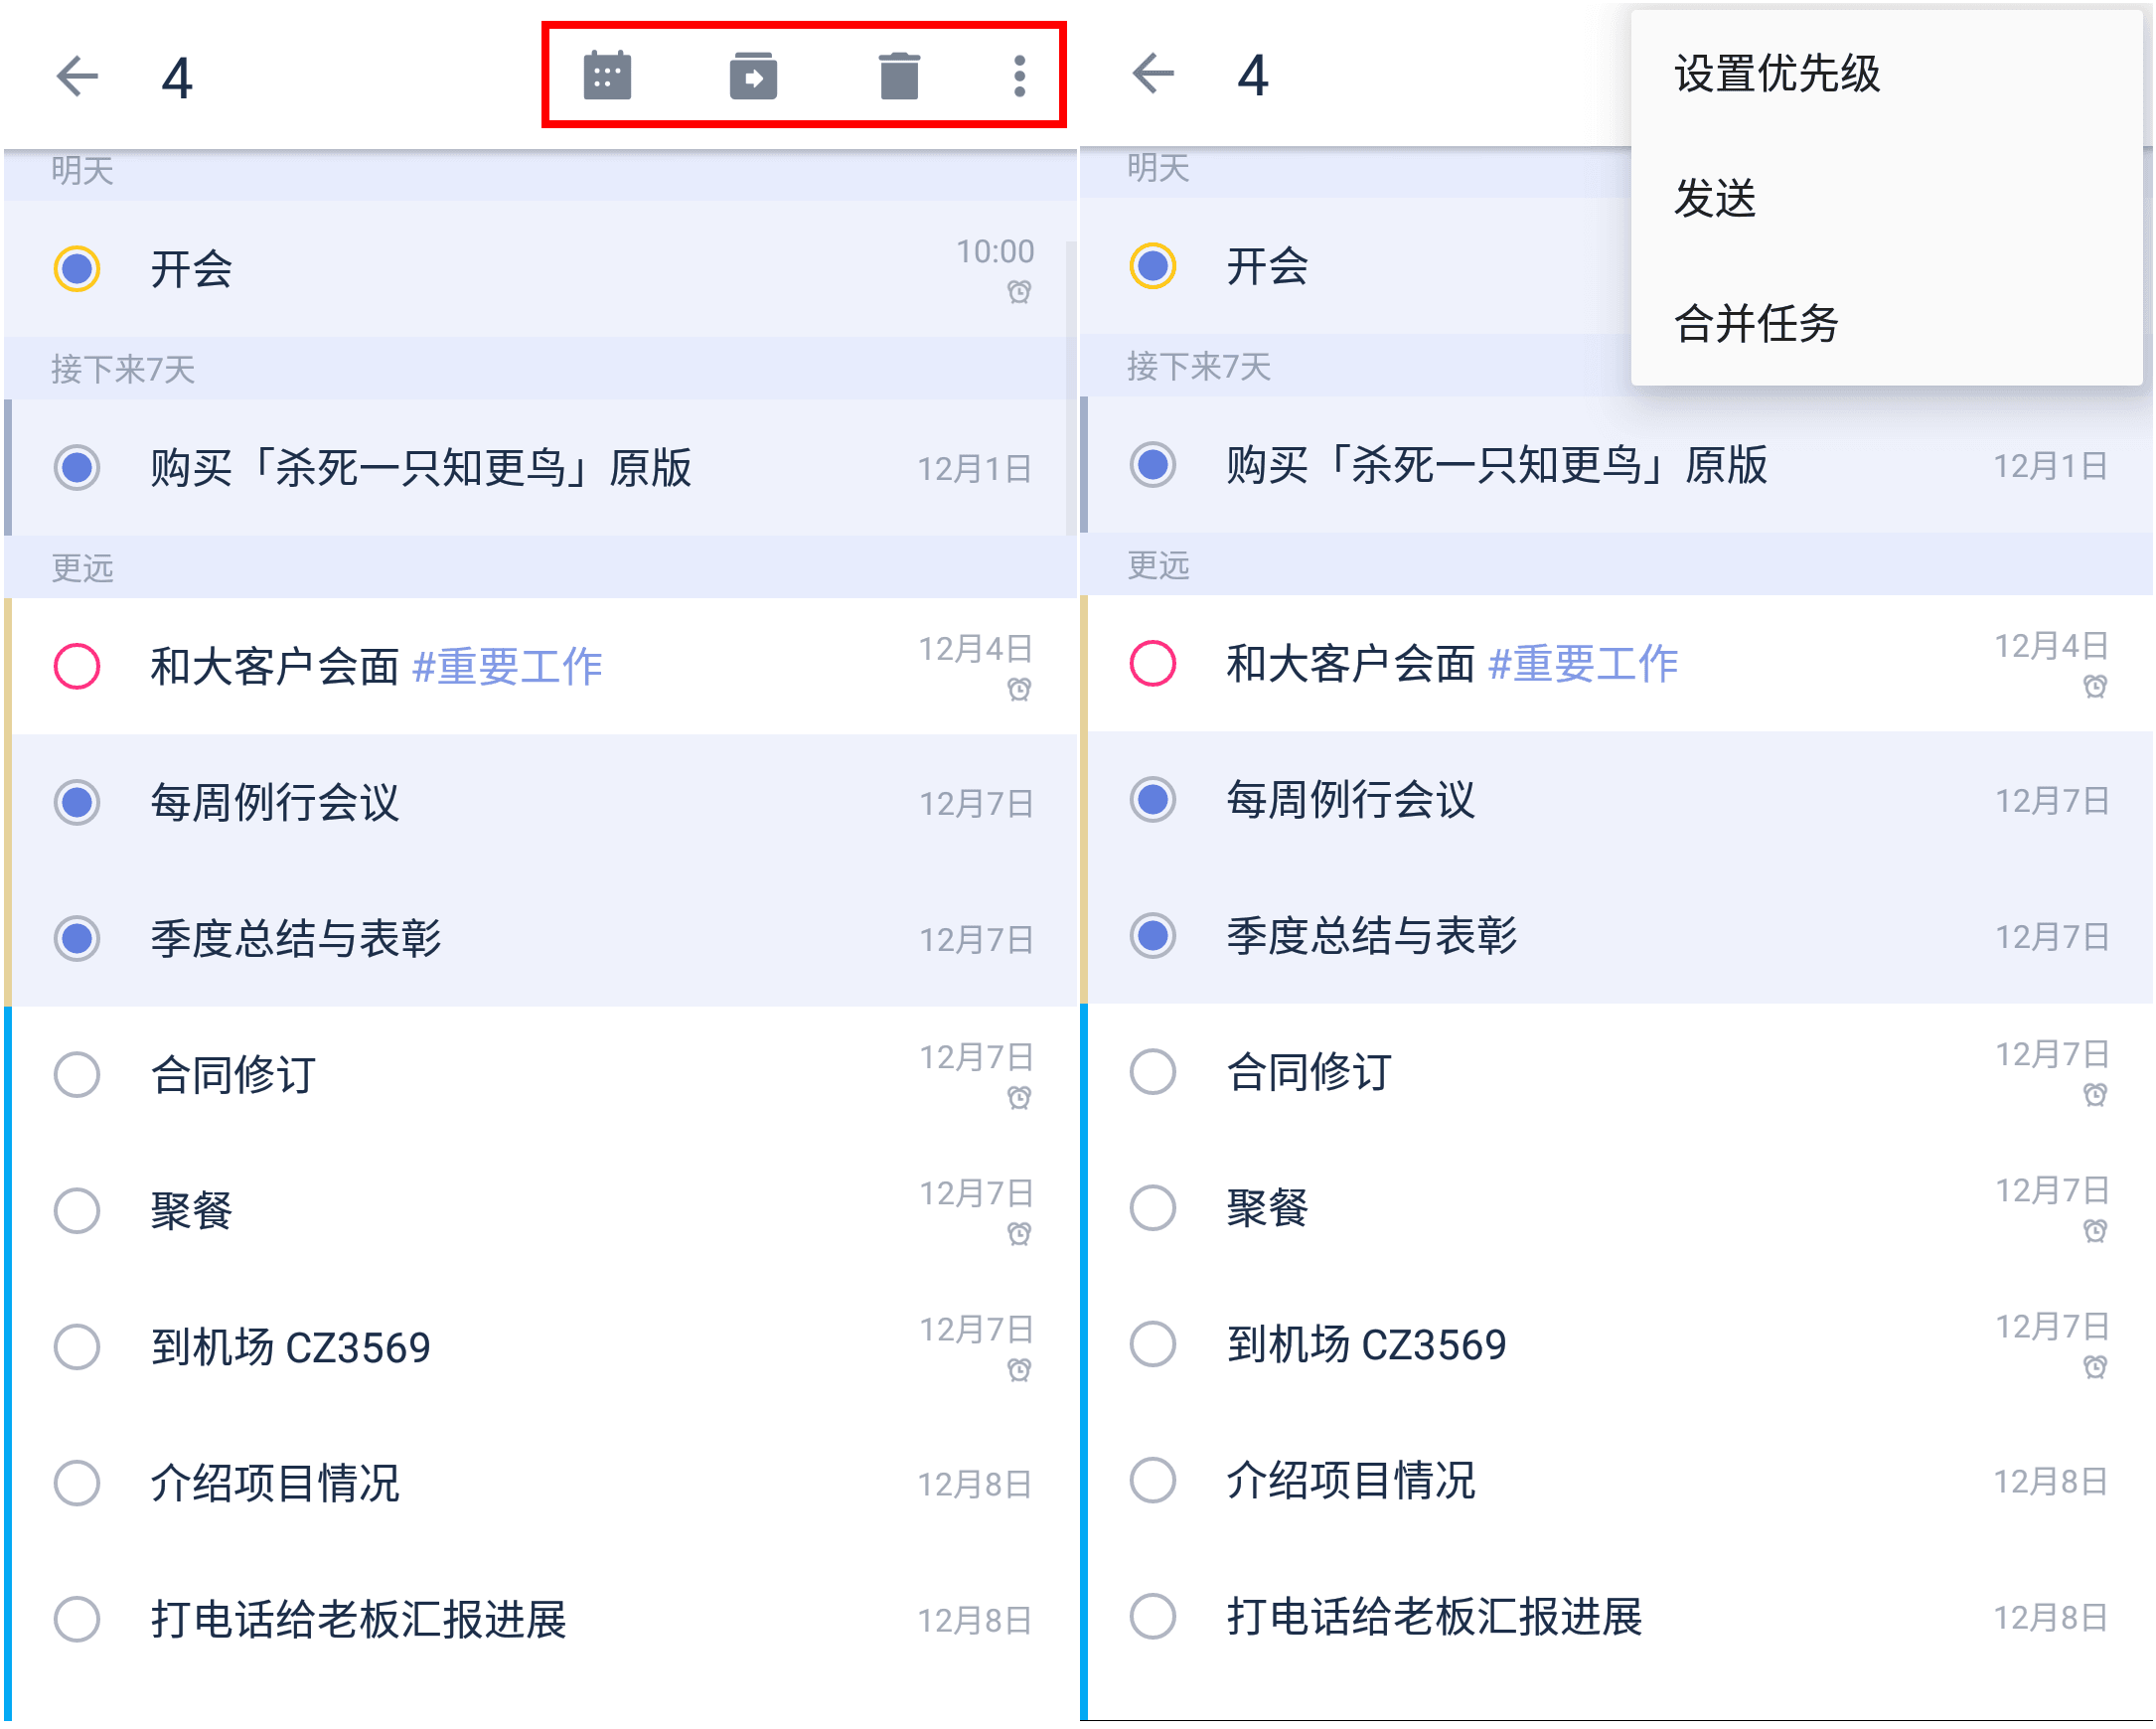 4
明天
开会
10:00
接下来7天
购买「杀死一只知更鸟」原版
12月1日
更远
和大客户会面 #重要工作
12月4日
每周例行会议
12月7日
季度总结与表彰
12月7日
合同修订
12月7日
聚餐
12月7日
到机场 CZ3569
12月7日
介绍项目情况
12月8日
打电话给老板汇报进展
12月8日
4
设置优先级
发送
合并任务
明天
开会
接下来7天
购买「杀死一只知更鸟」原版
12月1日
更远
和大客户会面 #重要工作
12月4日
每周例行会议
12月7日
季度总结与表彰
12月7日
合同修订
12月7日
聚餐
12月7日
到机场 CZ3569
12月7日
介绍项目情况
12月8日
打电话给老板汇报进展
12月8日